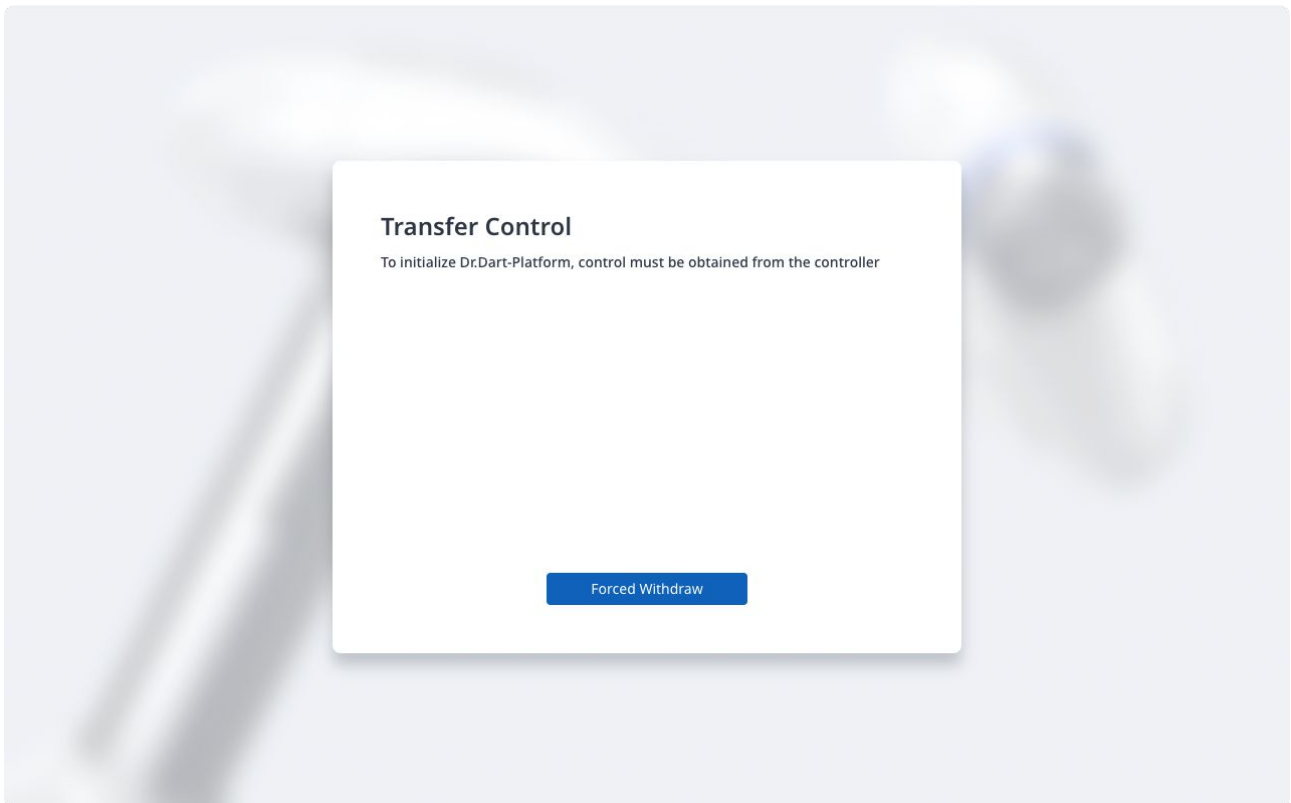 Transfer Control
To initialize Dr.Dart-Platform, control must be obtained from the controller
Forced Withdraw